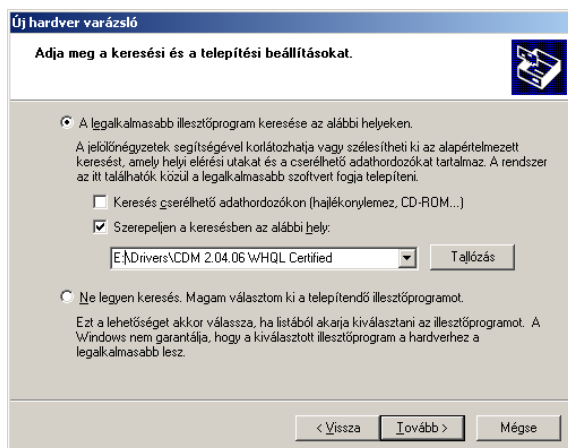 Új hardver varázsló
Adja meg a keresési és a telepítési beállításokat.
A legalkalmasabb illesztőprogram keresése az alábbi helyeken.
A jelölőnégyzetek segítségével korlátozhatja vagy szélesítheti ki az alapértelmezett
keresést, amely helyi elérési utakat és a cserélhető adathordozókat tartalmaz. A rendszer
az itt találhatók közül a legalkalmasabb szoftvert fogja telepíteni.
Keresés cserélhető adathordozókon (hajlékonylemez, CD-ROM...)
Szerepeljen a keresésben az alábbi hely:
E:\Drivers\CDM 2.04.06 WHQL Certified
Tallózás
Ne legyen keresés. Magam választom ki a telepítendő illesztőprogramot.
Ezt a lehetőséget akkor válassza, ha listából akarja kiválasztani az illesztőprogramot. A
Windows nem garantálja, hogy a kiválasztott illesztőprogram a hardverhez a
legalkalmasabb lesz.
< Vissza
Tovább >
Mégse